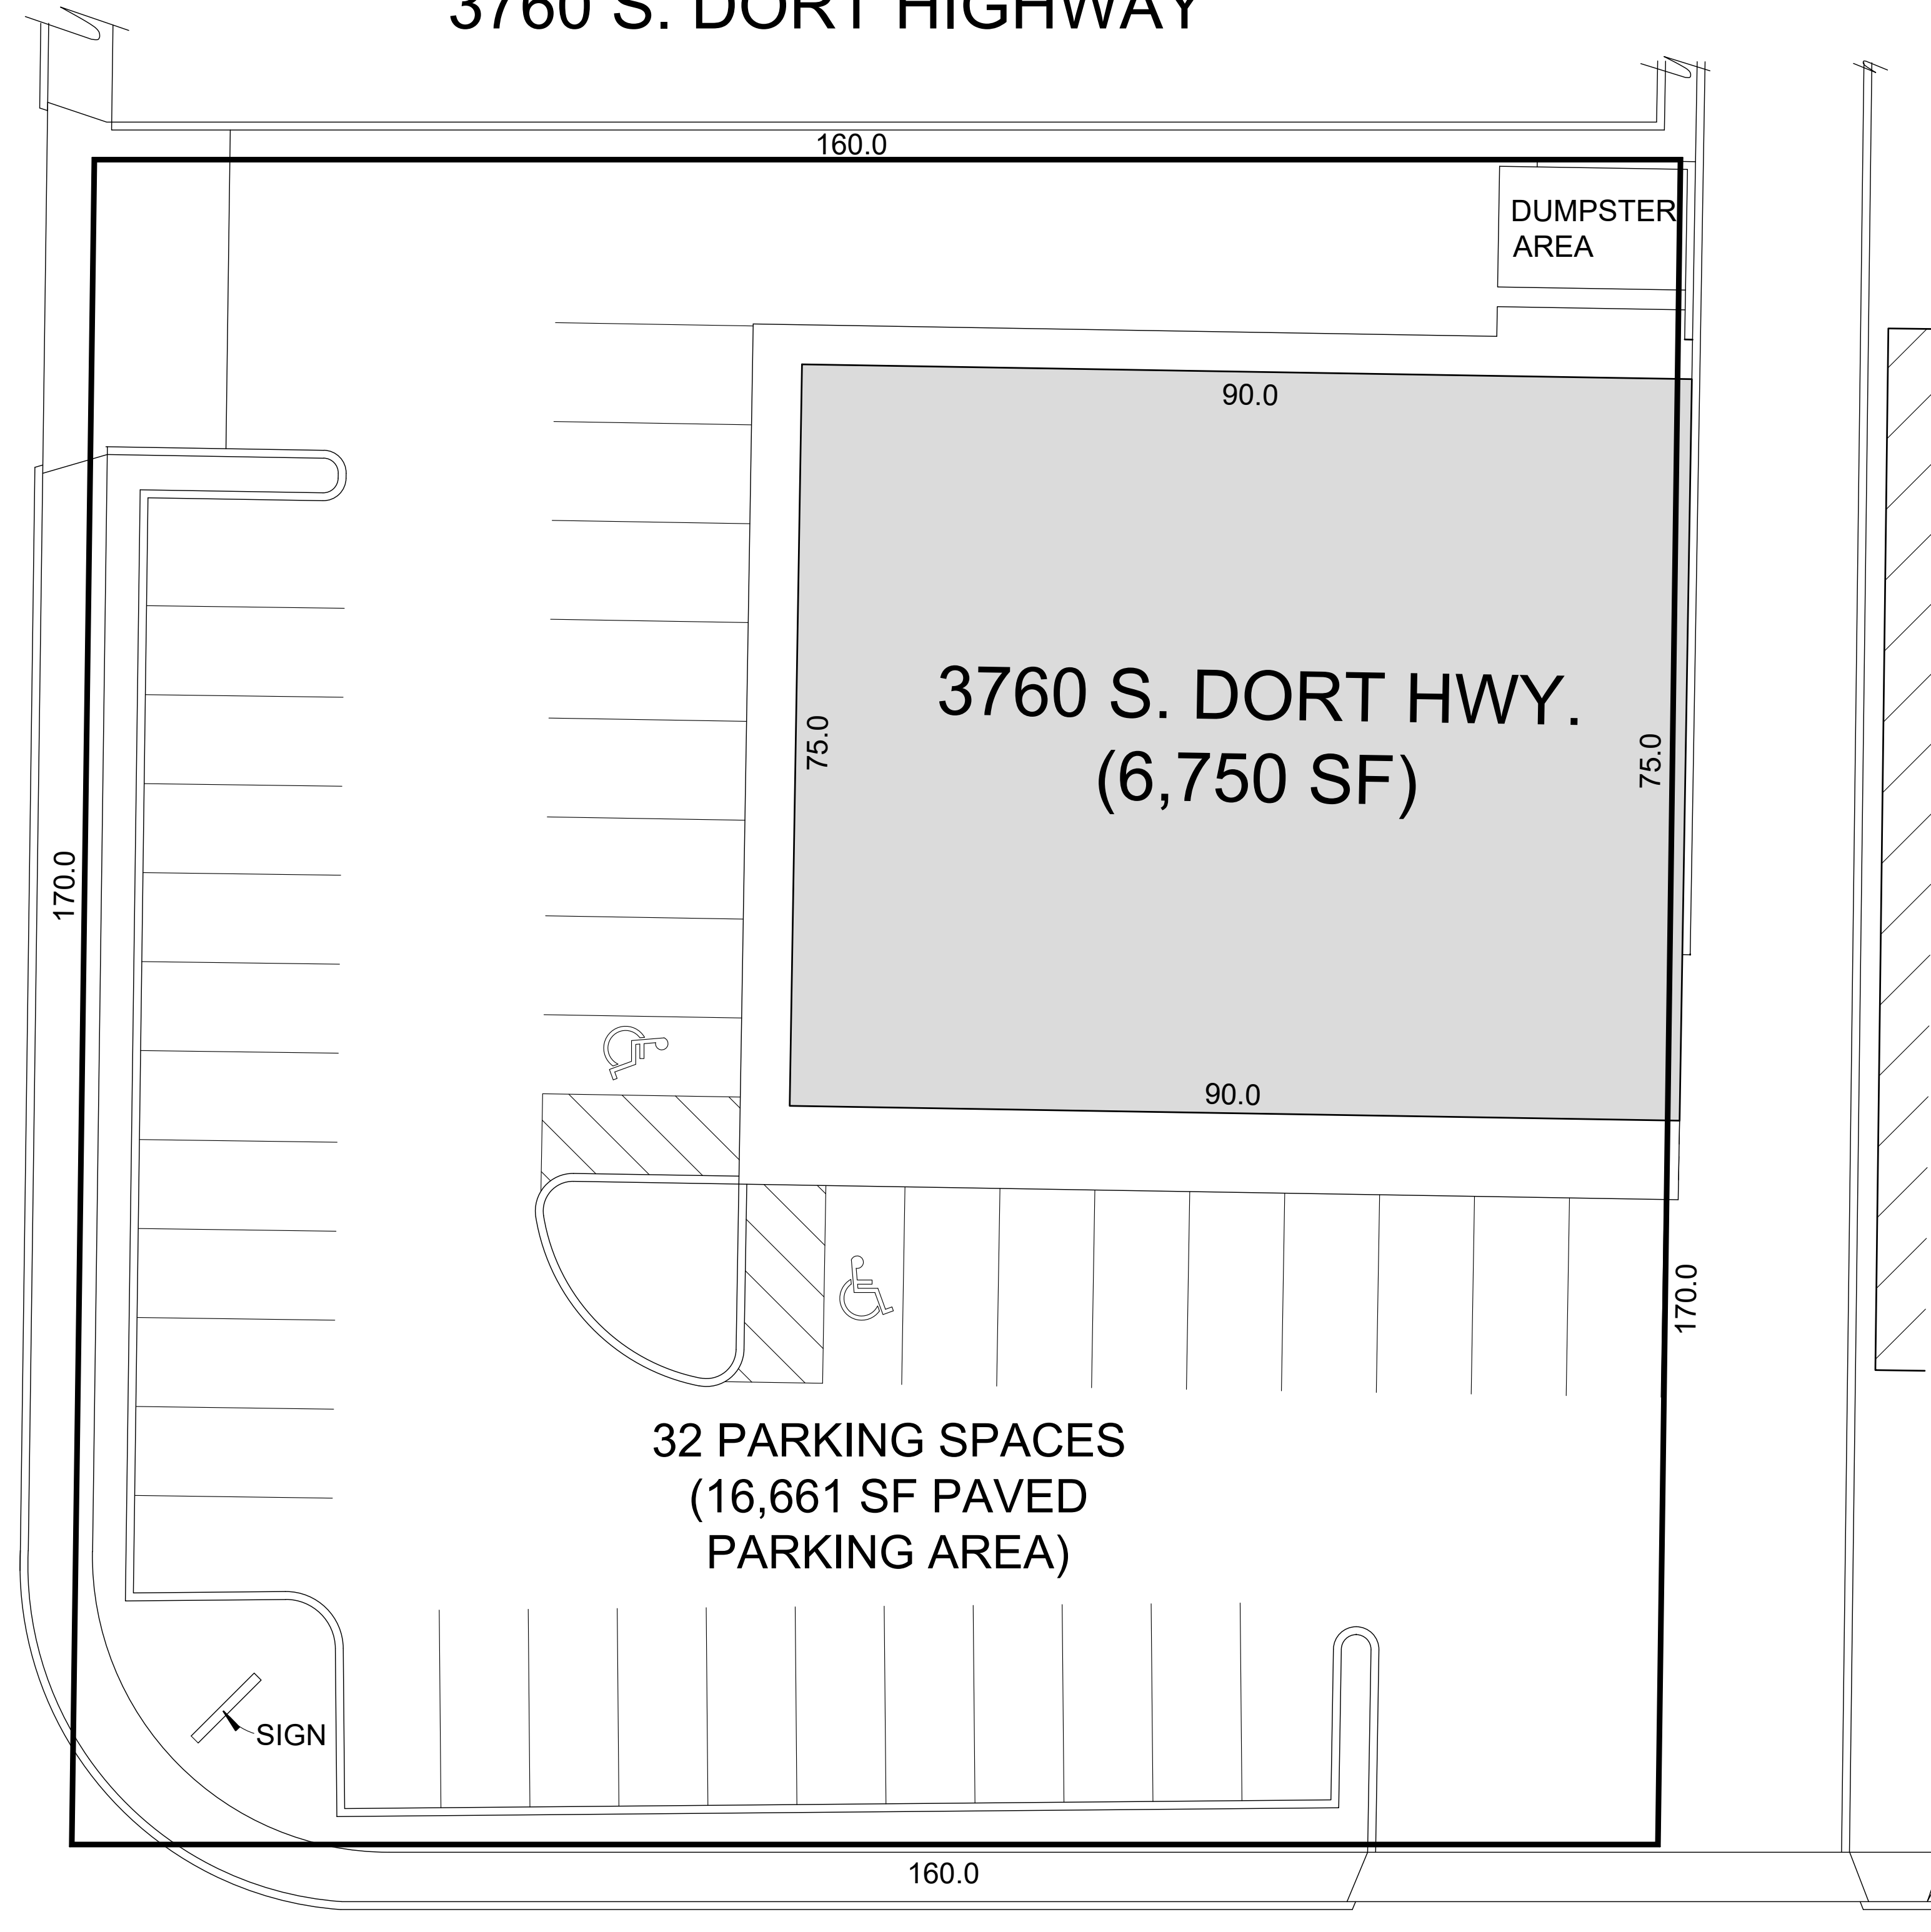 3760 S. DORT HIGHWAY
160.0
DUMPSTER
AREA
90.0
3760 S. DORT HWY.
(6,750 SF)
75.0
75.0
170.0
90.0
170.0
32 PARKING SPACES
(16,661 SF PAVED
PARKING AREA)
SIGN
160.0